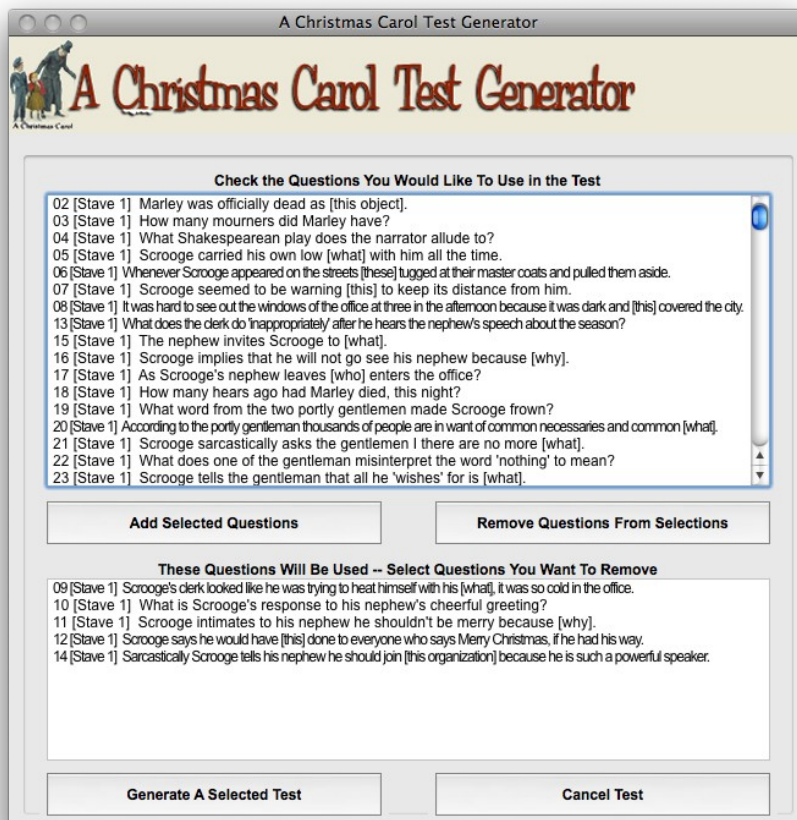 A Christmas Carol Test Generator
A Christmas Carol Test Generator
A Christmas Carol
Check the Questions You Would Like To Use in the Test
02 [Stave 1] Marley was officially dead as [this object].
03 [Stave 1] How many mourners did Marley have?
04 [Stave 1] What Shakespearean play does the narrator allude to?
05 [Stave 1] Scrooge carried his own low [what] with him all the time.
06 [Stave 1] Whenever Scrooge appeared on the streets [these] tugged at their master coats and pulled them aside.
07 [Stave 1] Scrooge seemed to be warning [this] to keep its distance from him.
08 [Stave 1] It was hard to see out the windows of the office at three in the afternoon because it was dark and [this] covered the city.
13 [Stave 1] What does the clerk do 'inappropriately' after he hears the nephew's speech about the season?
15 [Stave 1] The nephew invites Scrooge to [what].
16 [Stave 1] Scrooge implies that he will not go see his nephew because [why].
17 [Stave 1] As Scrooge's nephew leaves [who] enters the office?
18 [Stave 1] How many hears ago had Marley died, this night?
19 [Stave 1] What word from the two portly gentlemen made Scrooge frown?
20 [Stave 1] According to the portly gentleman thousands of people are in want of common necessaries and common [what].
21 [Stave 1] Scrooge sarcastically asks the gentlemen I there are no more [what].
22 [Stave 1] What does one of the gentleman misinterpret the word 'nothing' to mean?
23 [Stave 1] Scrooge tells the gentleman that all he 'wishes' for is [what].
Add Selected Questions
Remove Questions From Selections
These Questions Will Be Used -- Select Questions You Want To Remove
09 [Stave 1] Scrooge's clerk looked like he was trying to heat himself with his [what], it was so cold in the office.
10 [Stave 1] What is Scrooge's response to his nephew's cheerful greeting?
11 [Stave 1] Scrooge intimates to his nephew he shouldn't be merry because [why].
12 [Stave 1] Scrooge says he would have [this] done to everyone who says Merry Christmas, if he had his way.
14 [Stave 1] Sarcastically Scrooge tells his nephew he should join [this organization] because he is such a powerful speaker.
Generate A Selected Test
Cancel Test